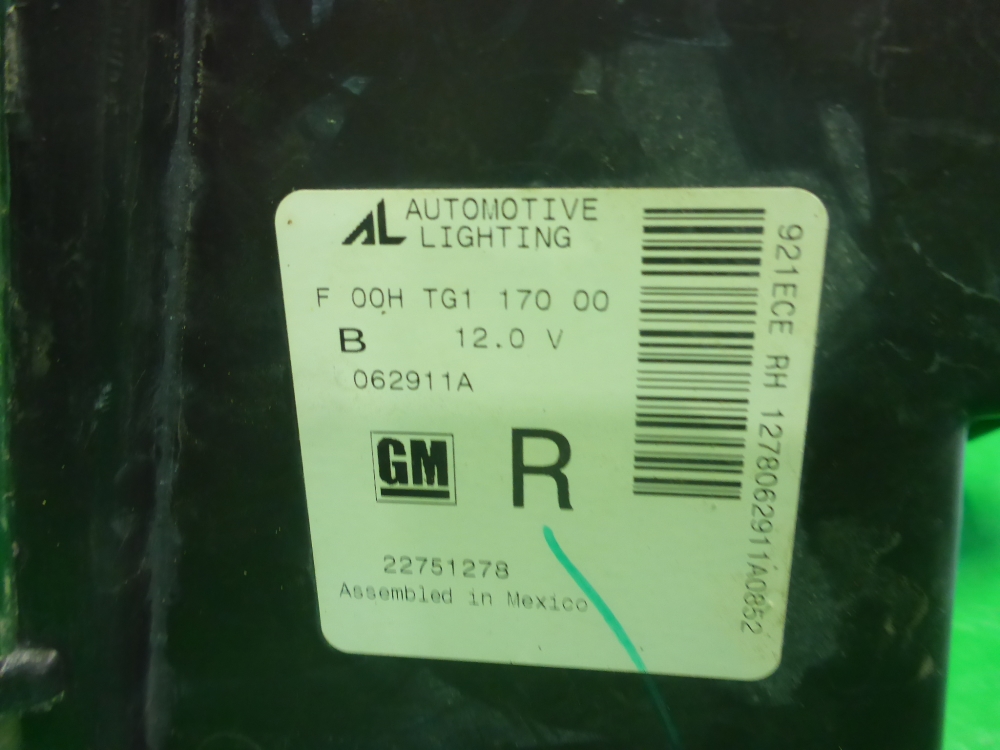 AL AUTOMOTIVE
LIGHTING
F 00H TG1 170 00
B 12.0 V
062911A
GM R
22751278
Assembled in Mexico
921ECE RH 1278062911A0852